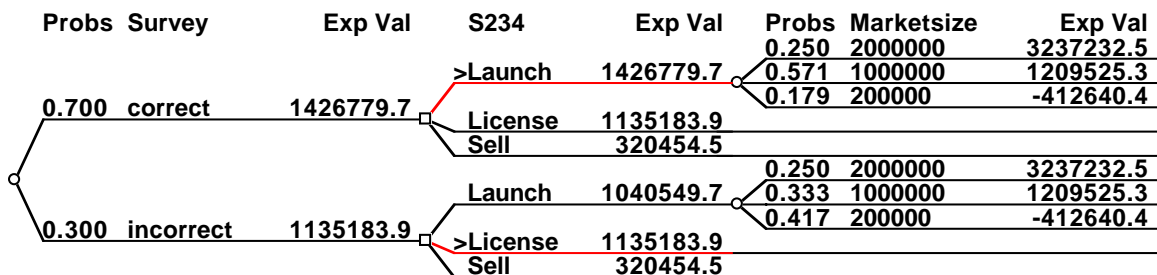 Probs Survey Exp Val S234 Exp Val Probs Marketsize Exp Val
0.250 2000000 3237232.5
>Launch 1426779.7 0.571 1000000 1209525.3
0.179 200000 -412640.4
0.700 correct 1426779.7
License 1135183.9
Sell 320454.5
0.250 2000000 3237232.5
Launch 1040549.7 0.333 1000000 1209525.3
0.417 200000 -412640.4
0.300 incorrect 1135183.9
>License 1135183.9
Sell 320454.5